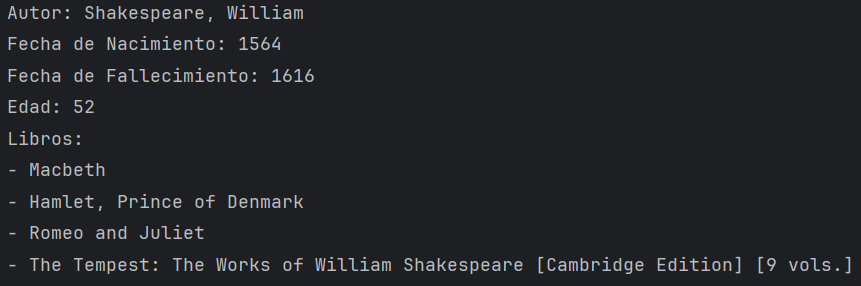 Autor: Shakespeare, William
Fecha de Nacimiento: 1564
Fecha de Fallecimiento: 1616
Edad: 52
Libros:
- Macbeth
- Hamlet, Prince of Denmark
- Romeo and Juliet
- The Tempest: The Works of William Shakespeare [Cambridge Edition] [9 vols.]